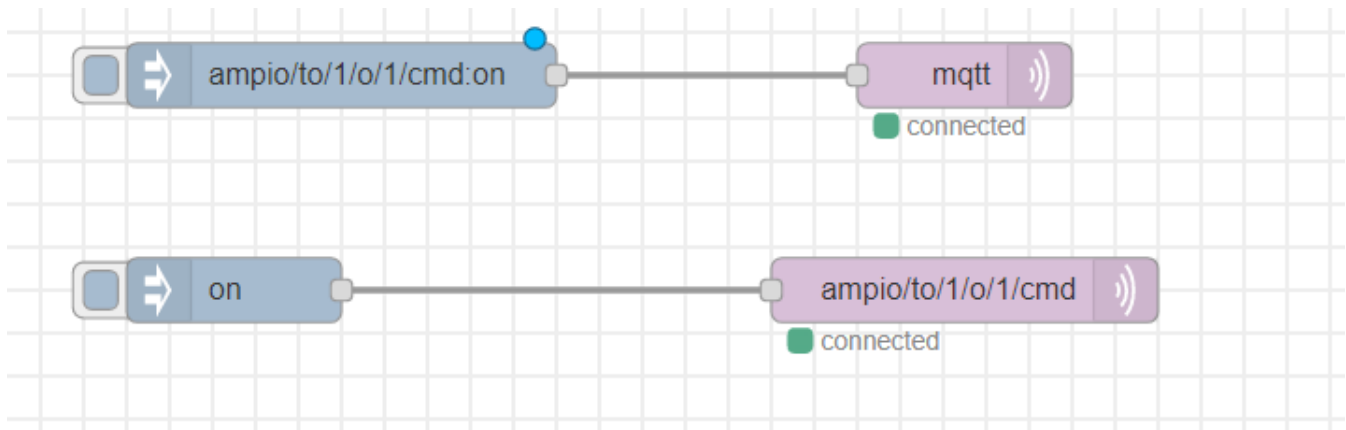 ampio/to/1/o/1/cmd:on
mqtt
connected
on
ampio/to/1/o/1/cmd
connected